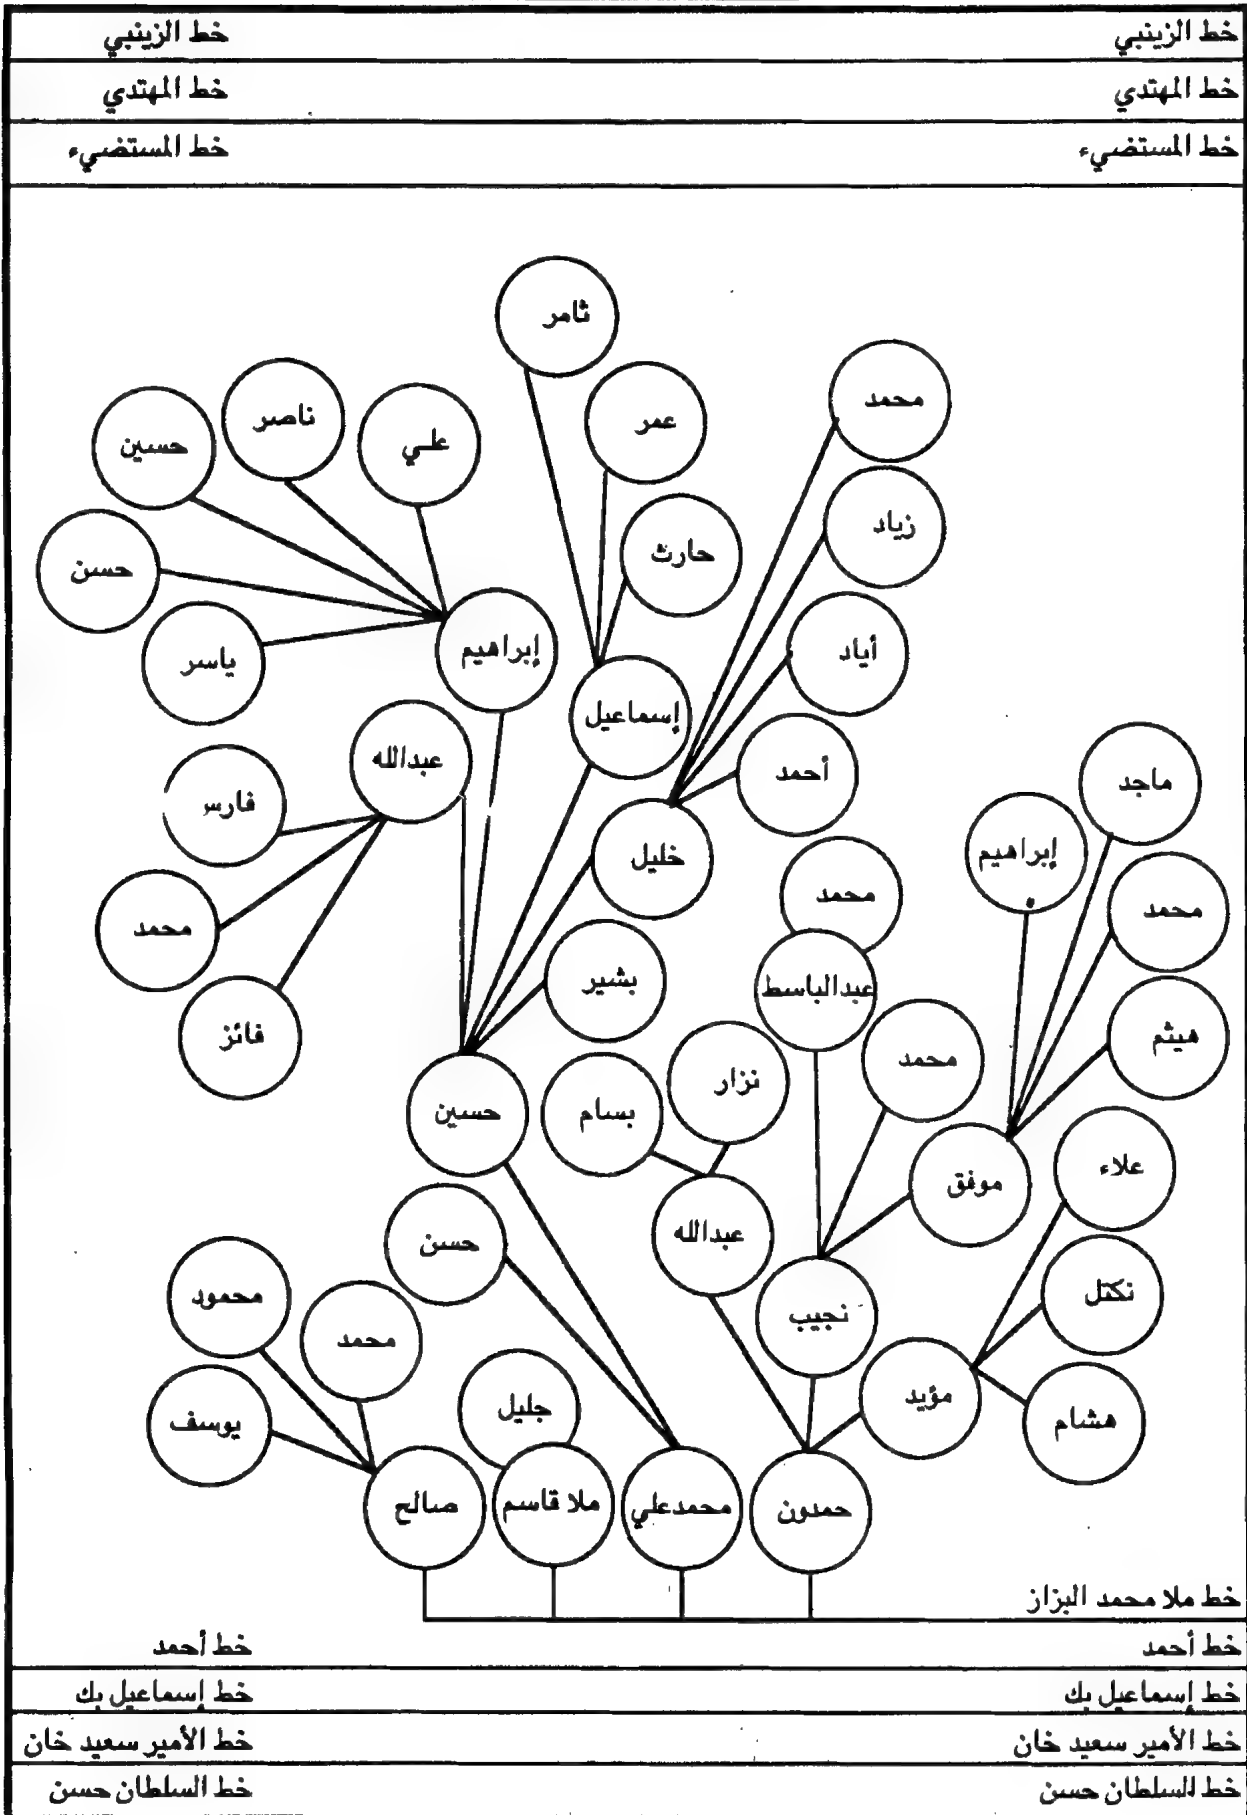 خط الزينبي
خط الزينبي
خط المهتدي
خط المهتدي
خط المستضيء
خط المستضيء
ثامر
محمد
عمر
علي
ناصر
حسين
زياد
حارث
حسن
أياد
إبراهيم
ياسر
إسماعيل
أحمد
عبدالله
فارس
ماجد
إبراهيم
خليل
محمد
محمد
محمد
بشير
عبدالباسط
هيثم
فائز
محمد
نزار
حسين
بسام
علاء
موفق
عبدالله
حسن
نكتل
محمود
نجيب
محمد
مؤيد
هشام
جليل
يوسف
حمدون
محمدعلي
ملا قاسم
صالح
خط ملا محمد البزاز
خط أحمد
خط أحمد
خط إسماعيل بك
خط إسماعيل بك
خط الأمير سعيد خان
خط الأمير سعيد خان
خط السلطان حسن
خط السلطان حسن